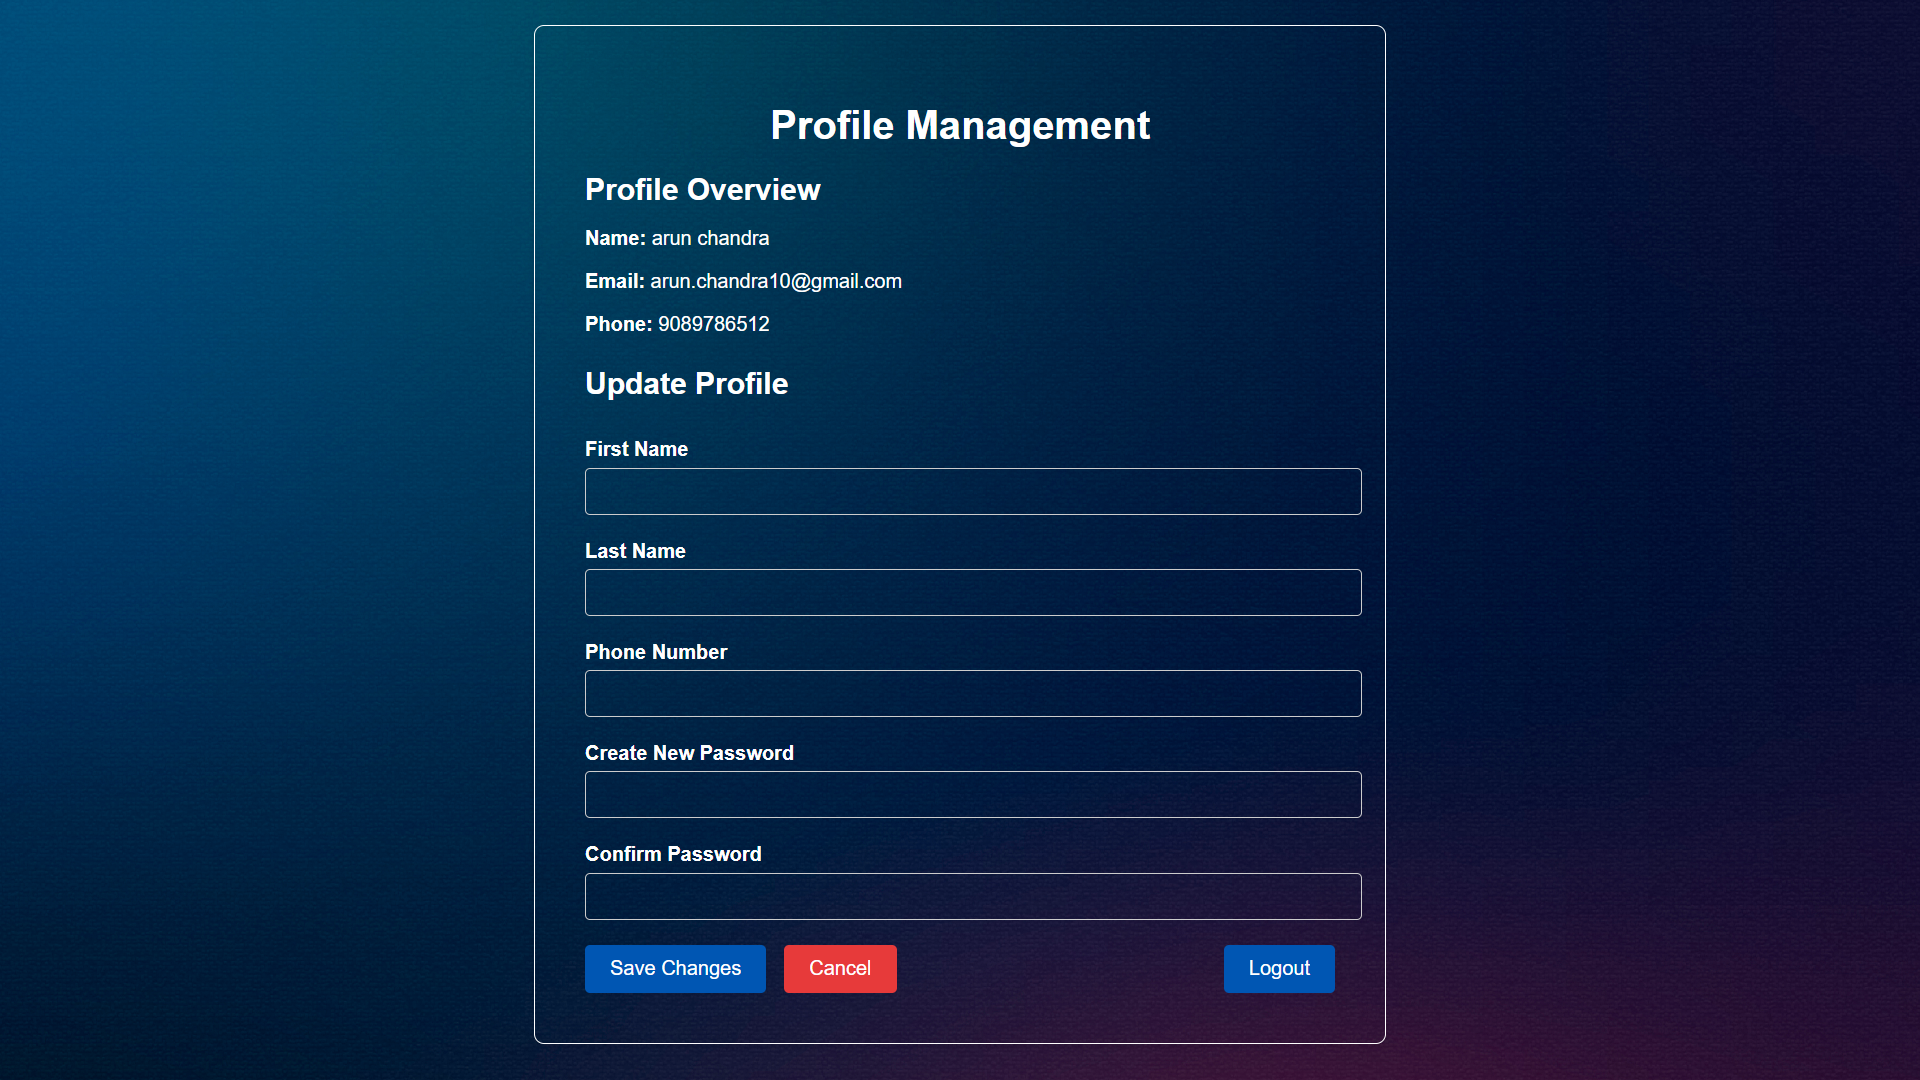 Profile Management
Profile Overview
Name: arun chandra
Email: arun.chandra10@gmail.com
Phone: 9089786512
Update Profile
First Name
Last Name
Phone Number
Create New Password
Confirm Password
Save Changes Cancel Logout